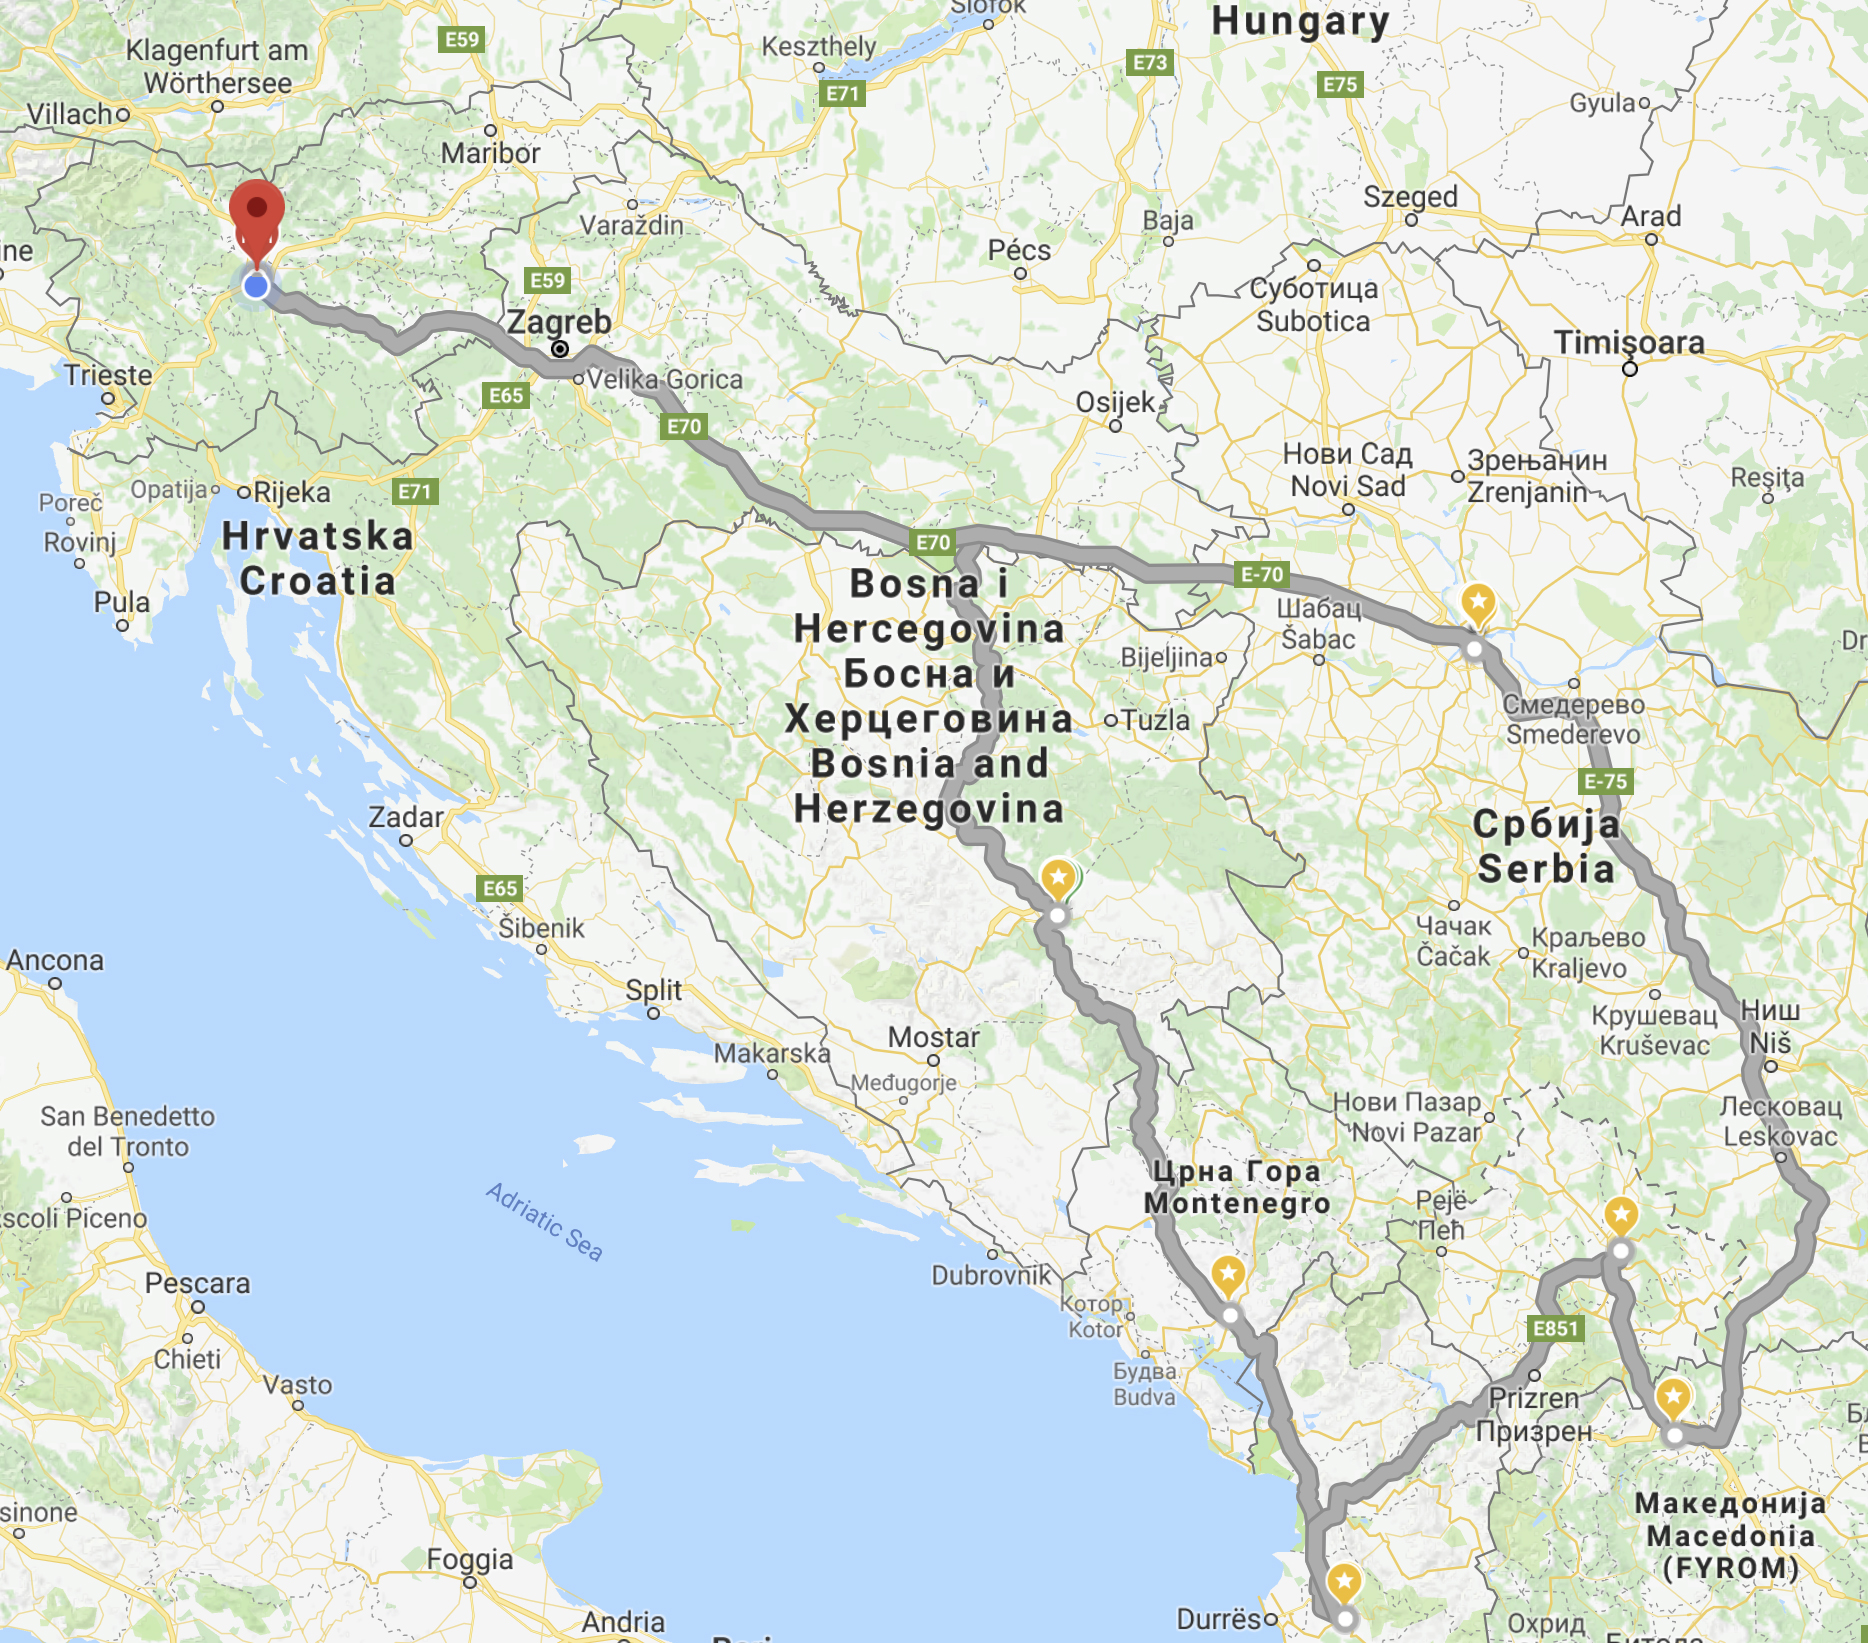 Slofok
Hungary
E59
Klagenfurt am
Wörthersee
Keszthely
E73
E75
E71
Gyula
Villach
Maribor
Varaždin
Szeged
Baja
Arad
ine
Pécs
E59
Суботица
Subotica
Zagreb
Timișoara
Trieste
Velika Gorica
E65
Osijek
E70
Нови Сад
Novi Sad
Зрењанин
Zrenjanin
Reșița
Poreč
Opatija
Rijeka
E71
Rovinj
Hrvatska
Croatia
E70
E-70
Bosna i
Hercegovina
Босна и
Херцеговина
Bosnia and
Herzegovina
Шабац
Šabac
Pula
Bijeljina
Dr
Tuzla
Смедерево
Smederevo
E-75
Zadar
Србија
Serbia
E65
Šibenik
Чачак
Čačak
Краљево
Kraljevo
Ancona
Split
Крушевац
Kruševac
Ниш
Niš
Mostar
Makarska
Međugorje
San Benedetto
del Tronto
Нови Пазар
Novi Pazar
Лесковац
Leskovac
scoli Piceno
Adriatic Sea
Црна Гора
Montenegro
Pejë
Пећ
Pescara
Dubrovnik
Котор
Kotor
E851
Chieti
Будва
Budva
Vasto
Prizren
Призрен
sinone
Македонија
Macedonia
(FYROM)
Foggia
Andria
Durrës
Охрид